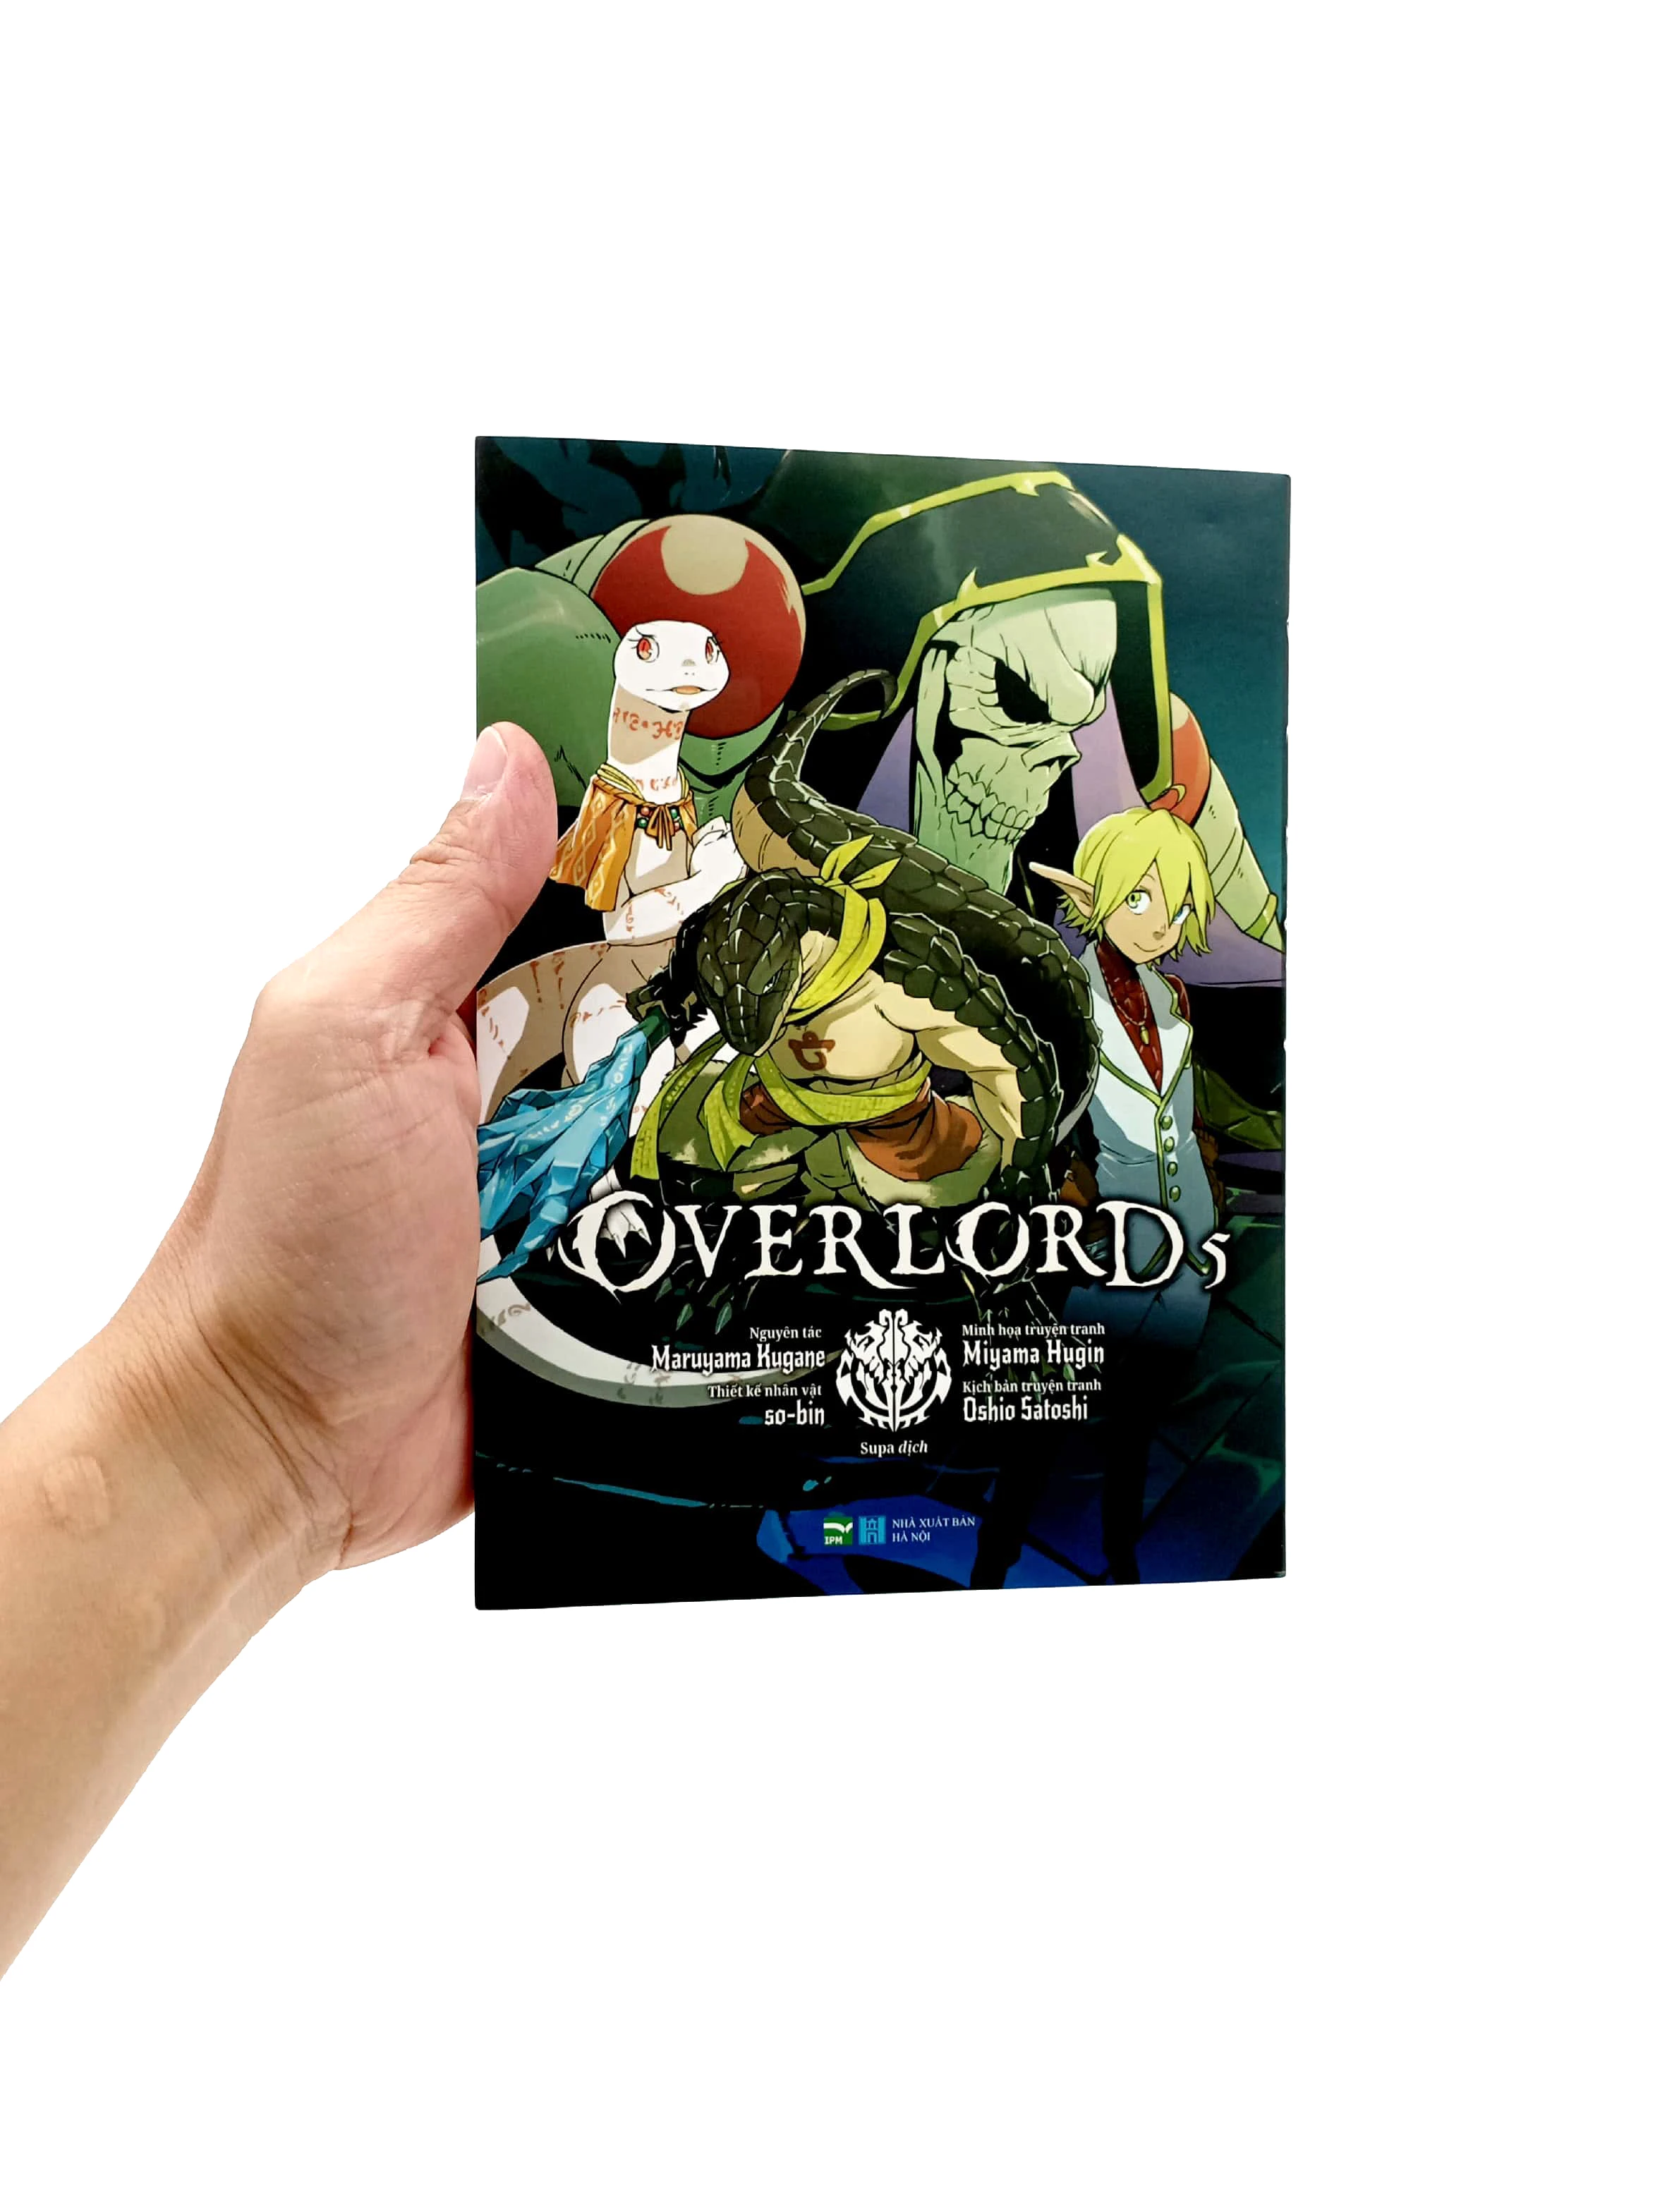 OVERLORD 5
Nguyên tác
Maruyama Kugane
Thiết kế nhân vật
so-bin
Minh họa truyện tranh
Miyama Hugin
Kịch bản truyện tranh
Oshio Satoshi
Supa dịch
IPM
NHÀ XUẤT BẢN
HÀ NỘI